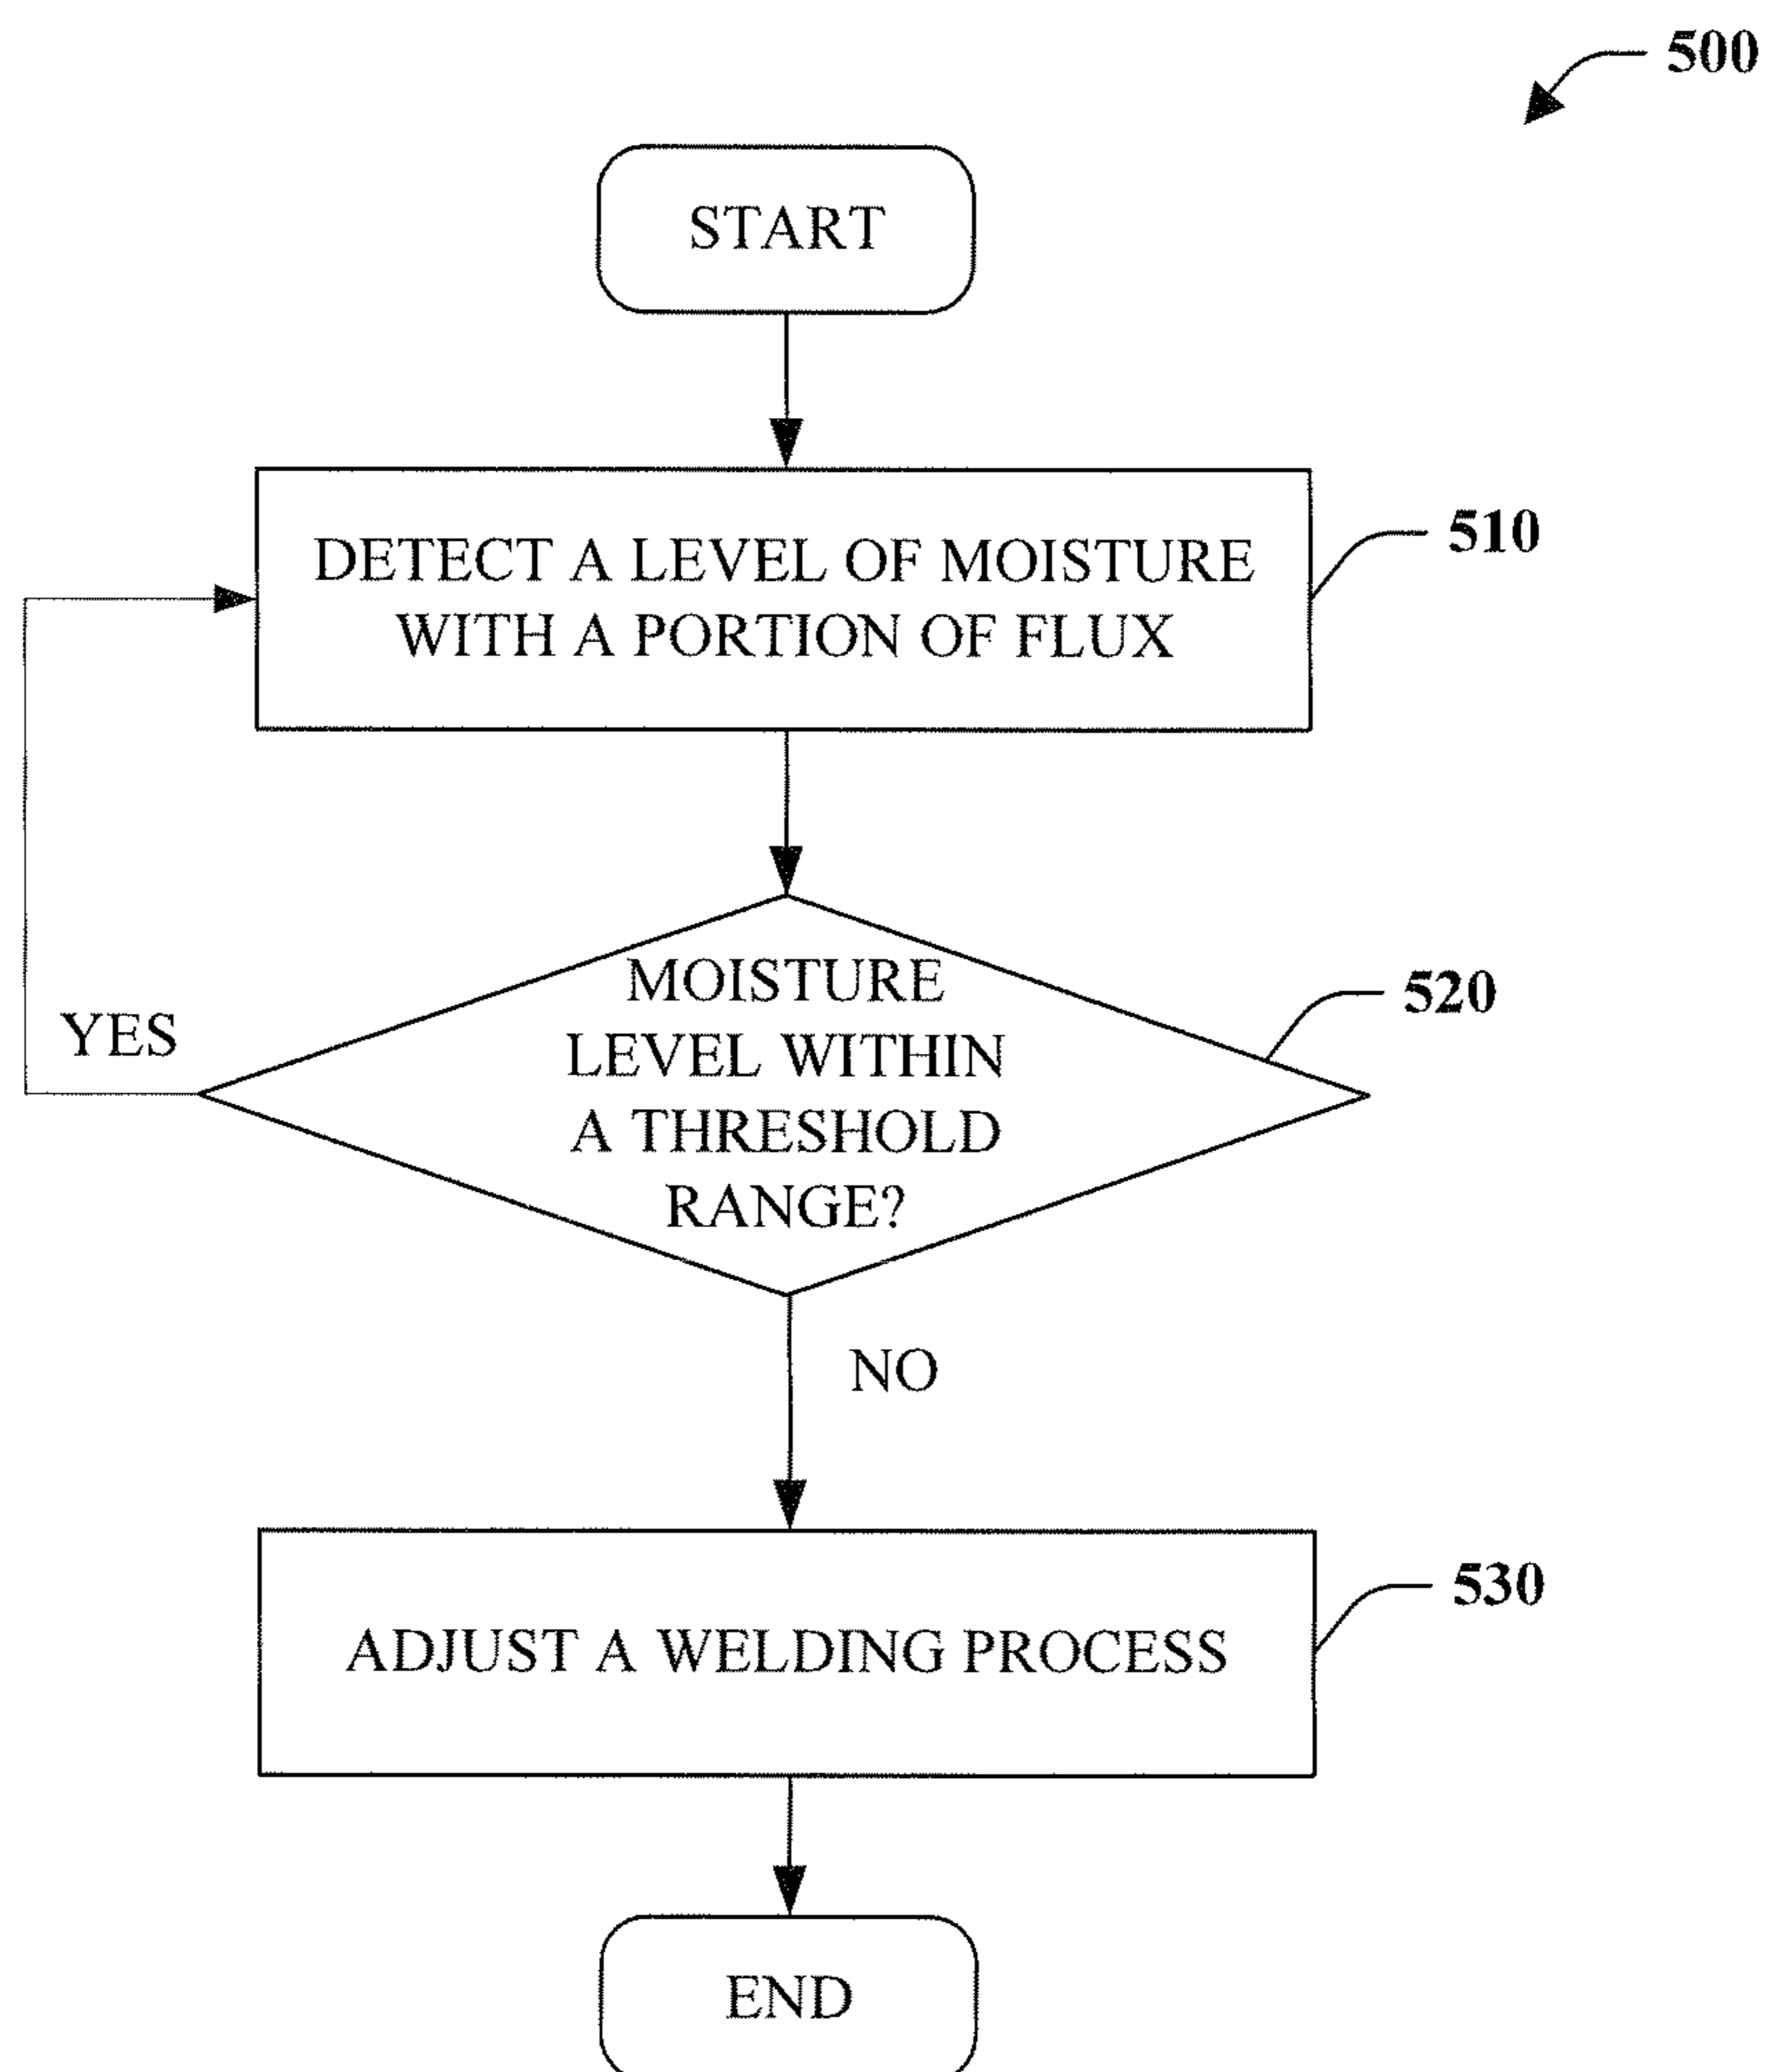 500
START
DETECT A LEVEL OF MOISTURE
WITH A PORTION OF FLUX
510
MOISTURE
LEVEL WITHIN
A THRESHOLD
RANGE?
520
YES
NO
ADJUST A WELDING PROCESS
530
END